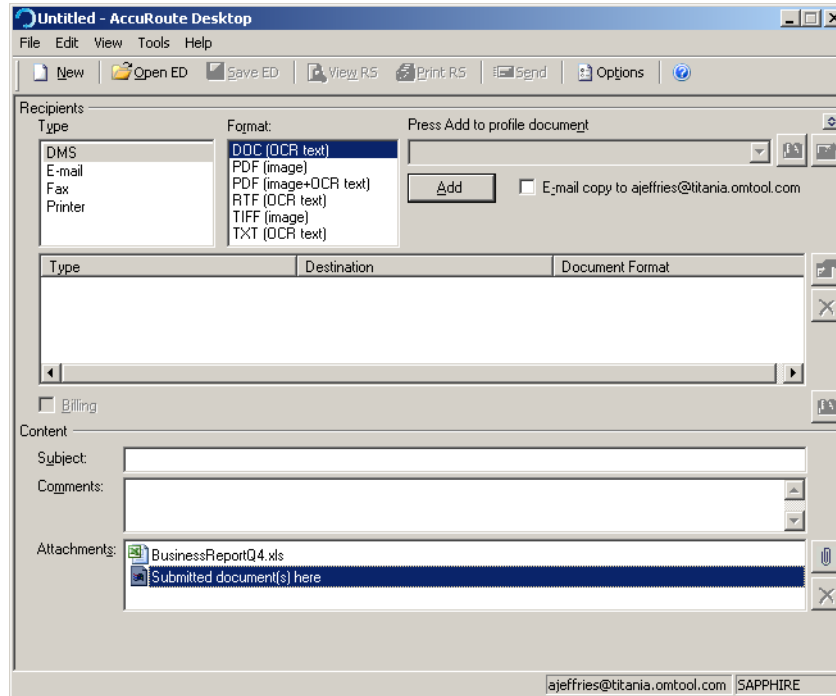 Untitled - AccuRoute Desktop
File Edit View Tools Help
New Open ED Save ED View RS Print RS Send Options
Recipients
Type Format: Press Add to profile document
DMS
E-mail
Fax
Printer
DOC (OCR text)
PDF (image)
PDF (image+OCR text)
RTF (OCR text)
TIFF (image)
TXT (OCR text)
Add E-mail copy to ajeffries@titania.omtool.com
Type Destination Document Format
Billing
Content
Subject:
Comments:
Attachments: BusinessReportQ4.xls
Submitted document(s) here
ajeffries@titania.omtool.com SAPPHIRE